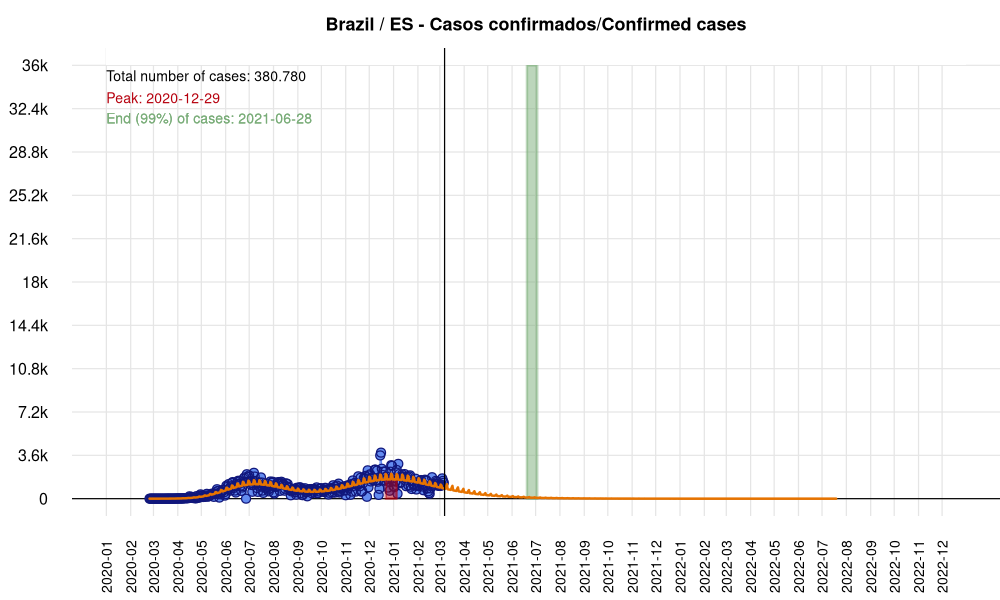 Brazil / ES - Casos confirmados/Confirmed cases
Total number of cases: 380.780
Peak: 2020-12-29
End (99%) of cases: 2021-06-28
36k
32.4k
28.8k
25.2k
21.6k
18k
14.4k
10.8k
7.2k
3.6k
0
2020-01
2020-02
2020-03
2020-04
2020-05
2020-06
2020-07
2020-08
2020-09
2020-10
2020-11
2020-12
2021-01
2021-02
2021-03
2021-04
2021-05
2021-06
2021-07
2021-08
2021-09
2021-10
2021-11
2021-12
2022-01
2022-02
2022-03
2022-04
2022-05
2022-06
2022-07
2022-08
2022-09
2022-10
2022-11
2022-12